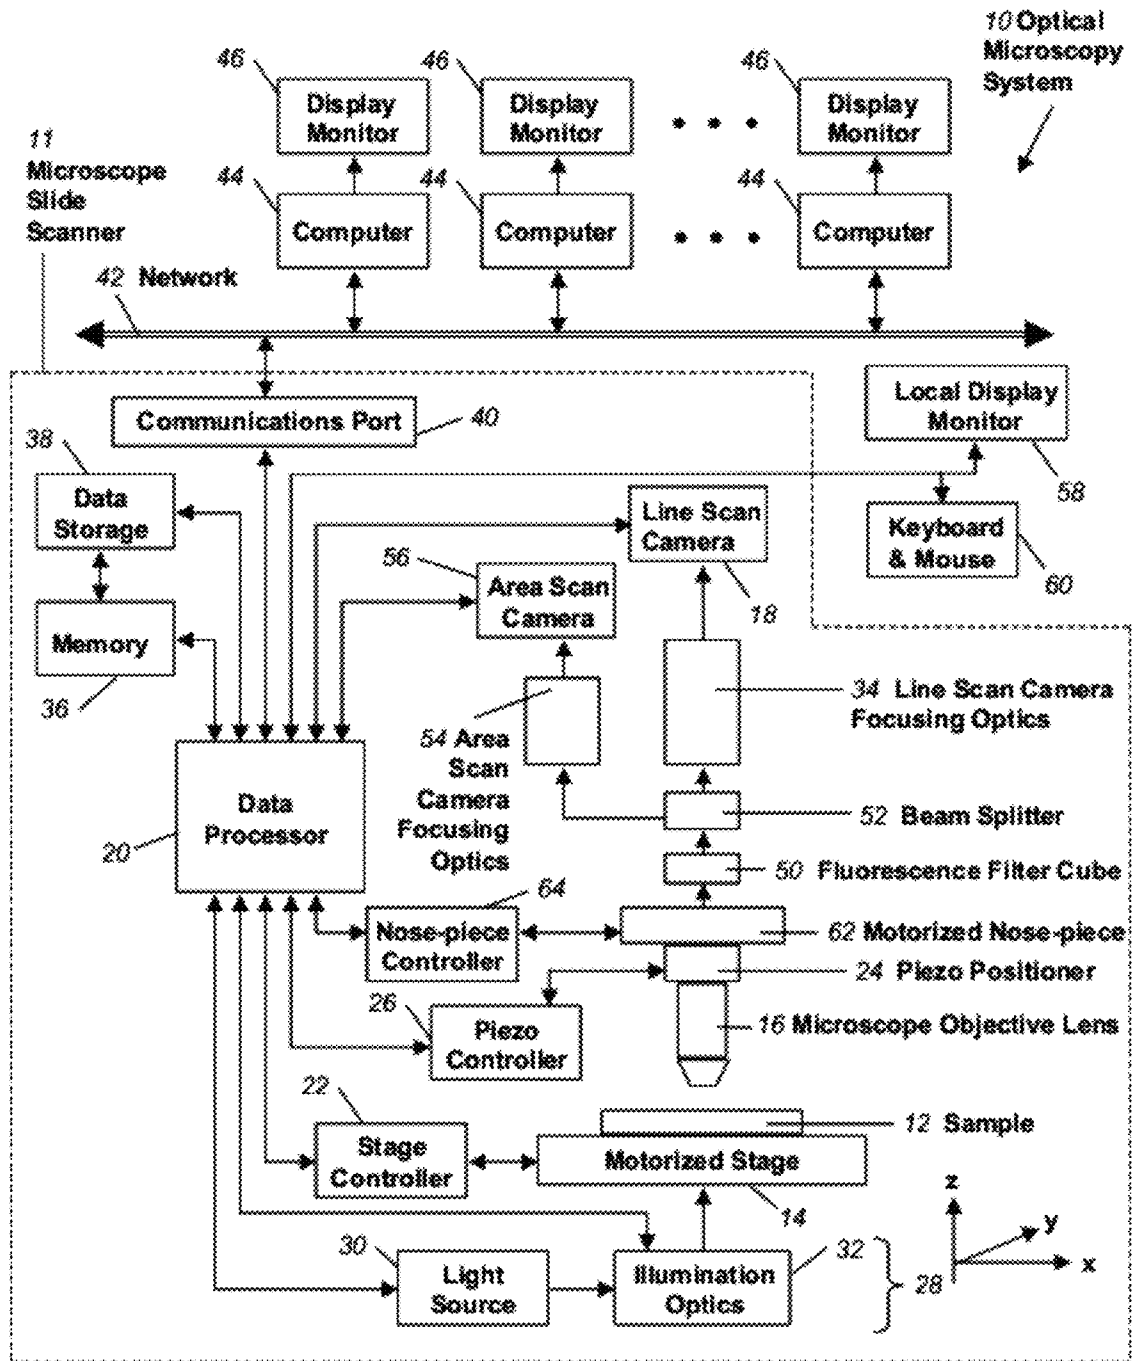 10 Optical
Microscopy
System
46
46
46
Display
Monitor
Display
Monitor
Display
Monitor
11
Microscope
Slide
Scanner
44
44
44
Computer
Computer
Computer
42 Network
Communications Port
40
Local Display
Monitor
58
38
Data
Storage
Line Scan
Camera
18
Keyboard
& Mouse
60
56
Area Scan
Camera
Memory
36
34 Line Scan Camera
Focusing Optics
54 Area
Scan
Camera
Focusing
Optics
Data
Processor
20
52 Beam Splitter
50 Fluorescence Filter Cube
64
Nose-piece
Controller
62 Motorized Nose-piece
24 Piezo Positioner
26
Piezo
Controller
16 Microscope Objective Lens
22
Stage
Controller
12 Sample
Motorized Stage
14
z
y
x
30
Light
Source
Illumination
Optics
32
28